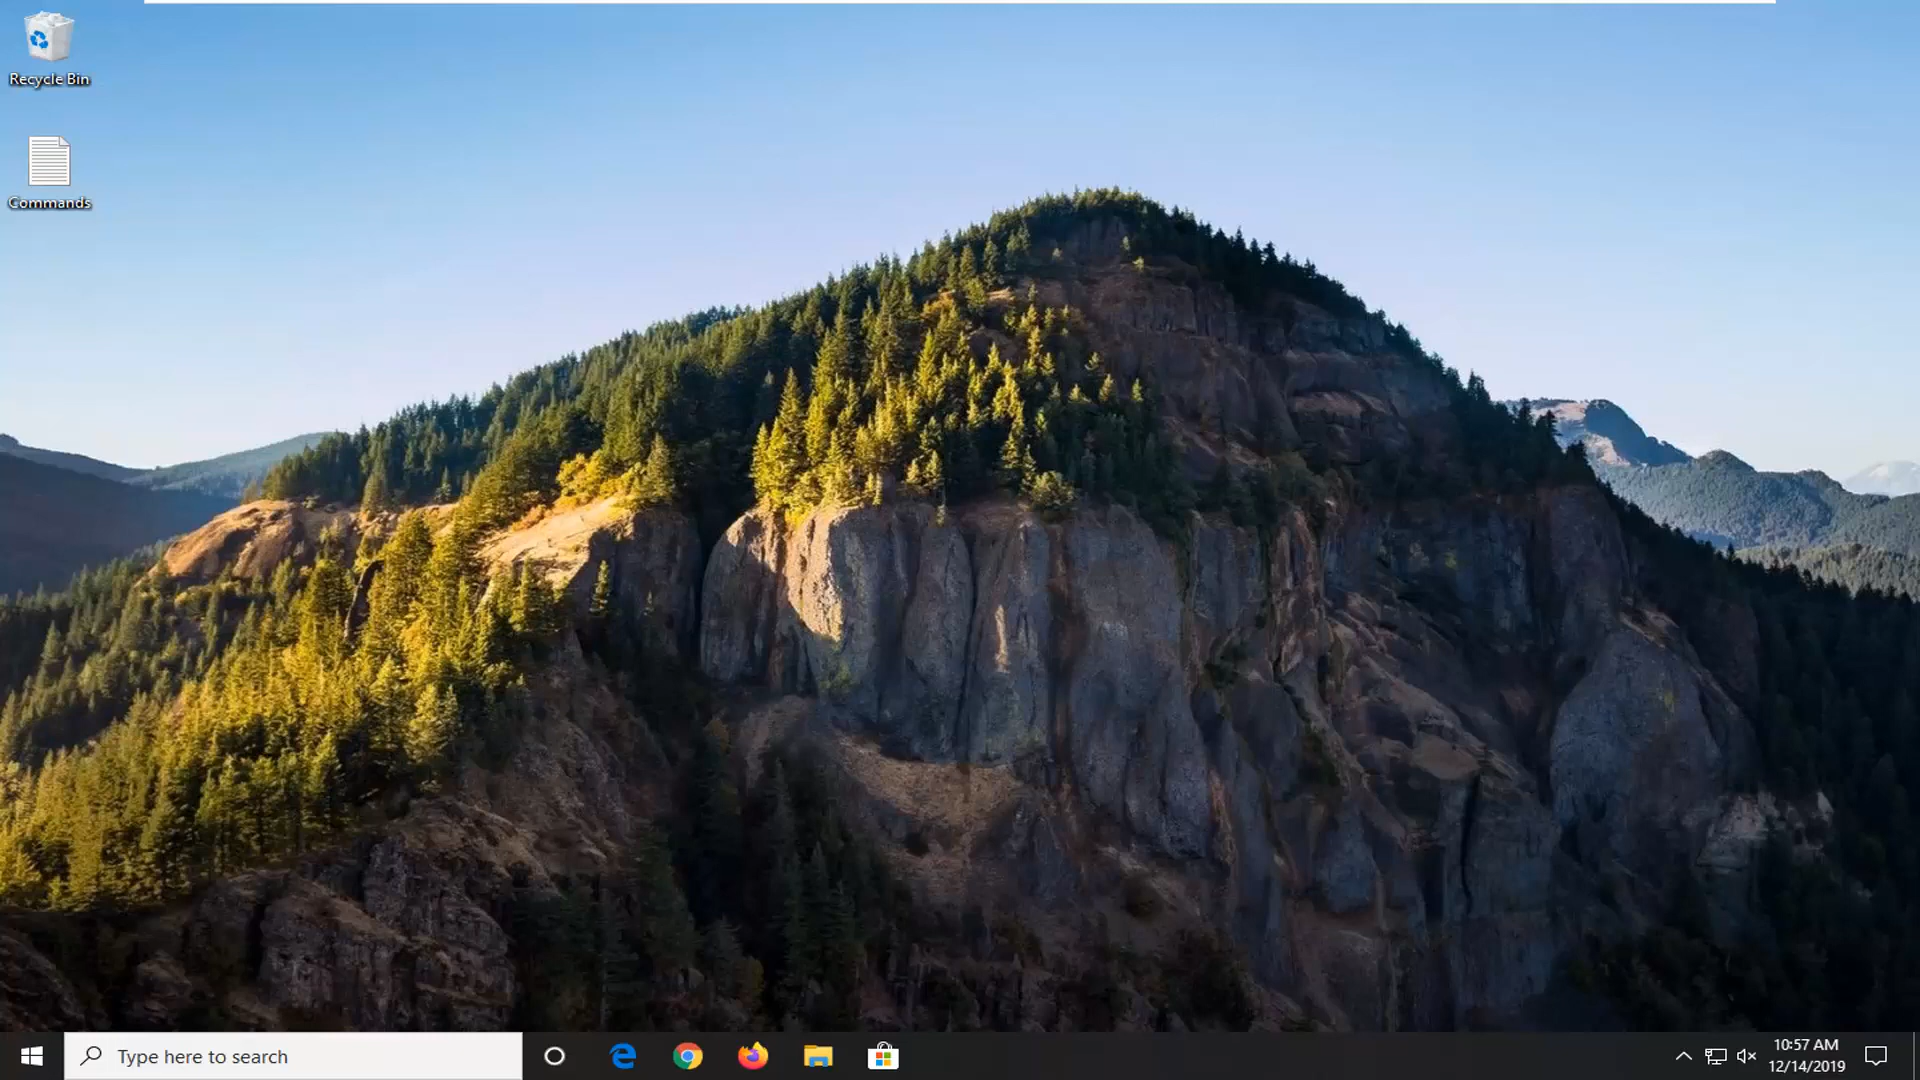 Recycle Bin
Commands
Type here to search
10:57 AM
12/14/2019